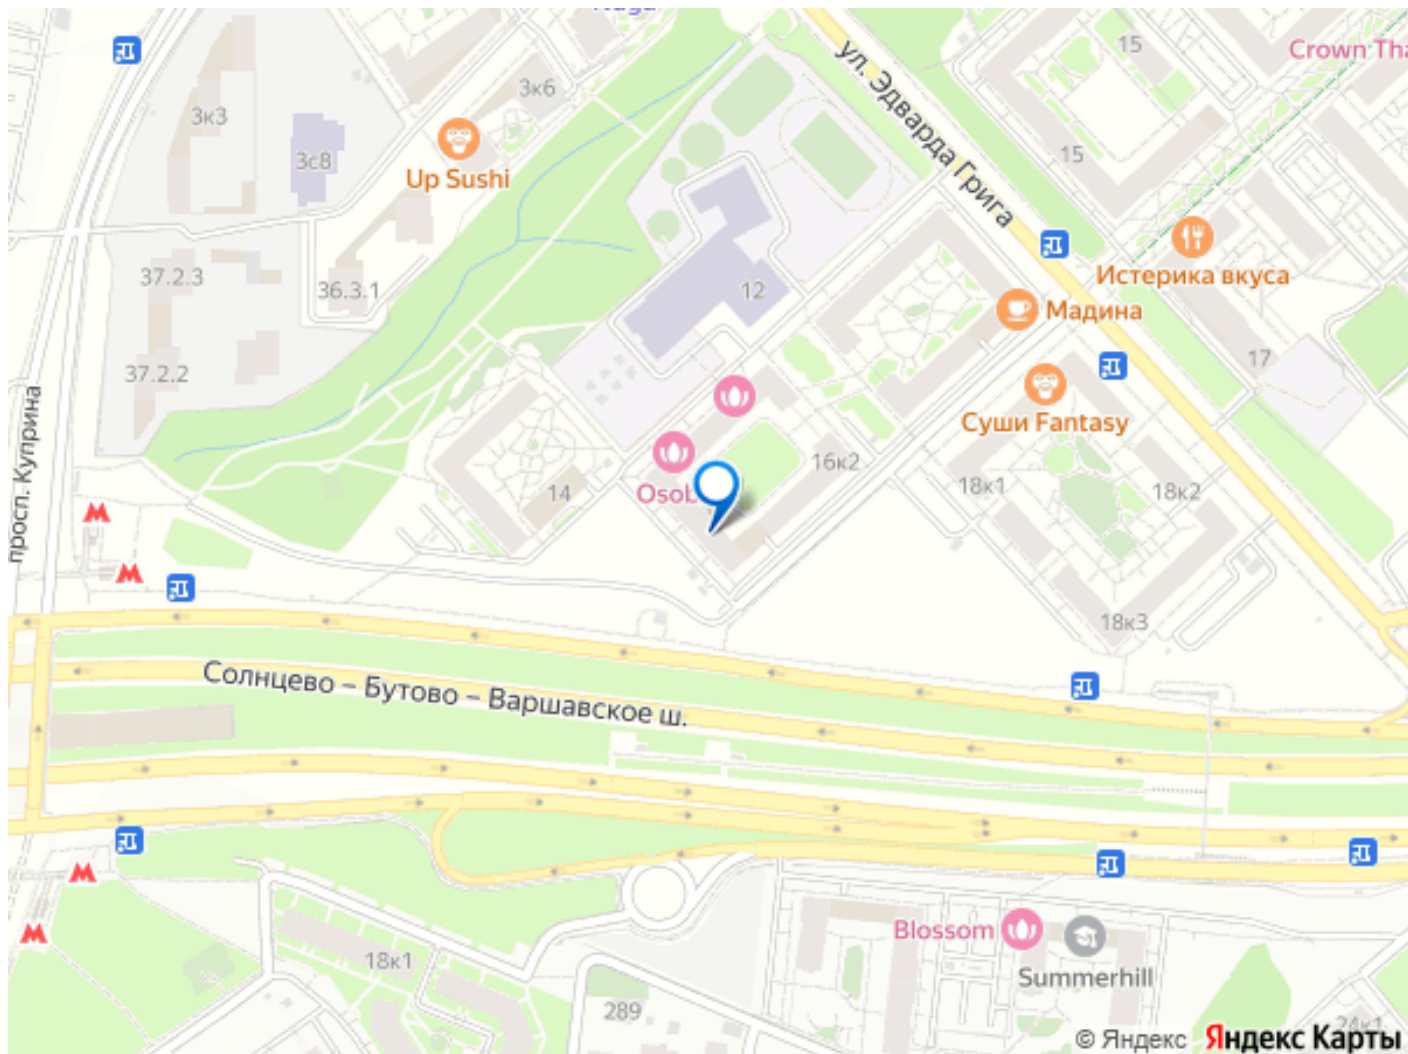 15
Crown Tha
ул. Эдварда Грига
3к6
3к3
3с8
Up Sushi
15
Истерика вкуса
37.2.3
36.3.1
12
Мадина
17
37.2.2
просп. Куприна
Суши Fantasy
16к2
14
Osob
18к1
18к2
М
М
18к3
Солнцево – Бутово – Варшавское ш.
М
М
Blossom
18к1
Summerhill
289
24к1
© Яндекс Яндекс Карты